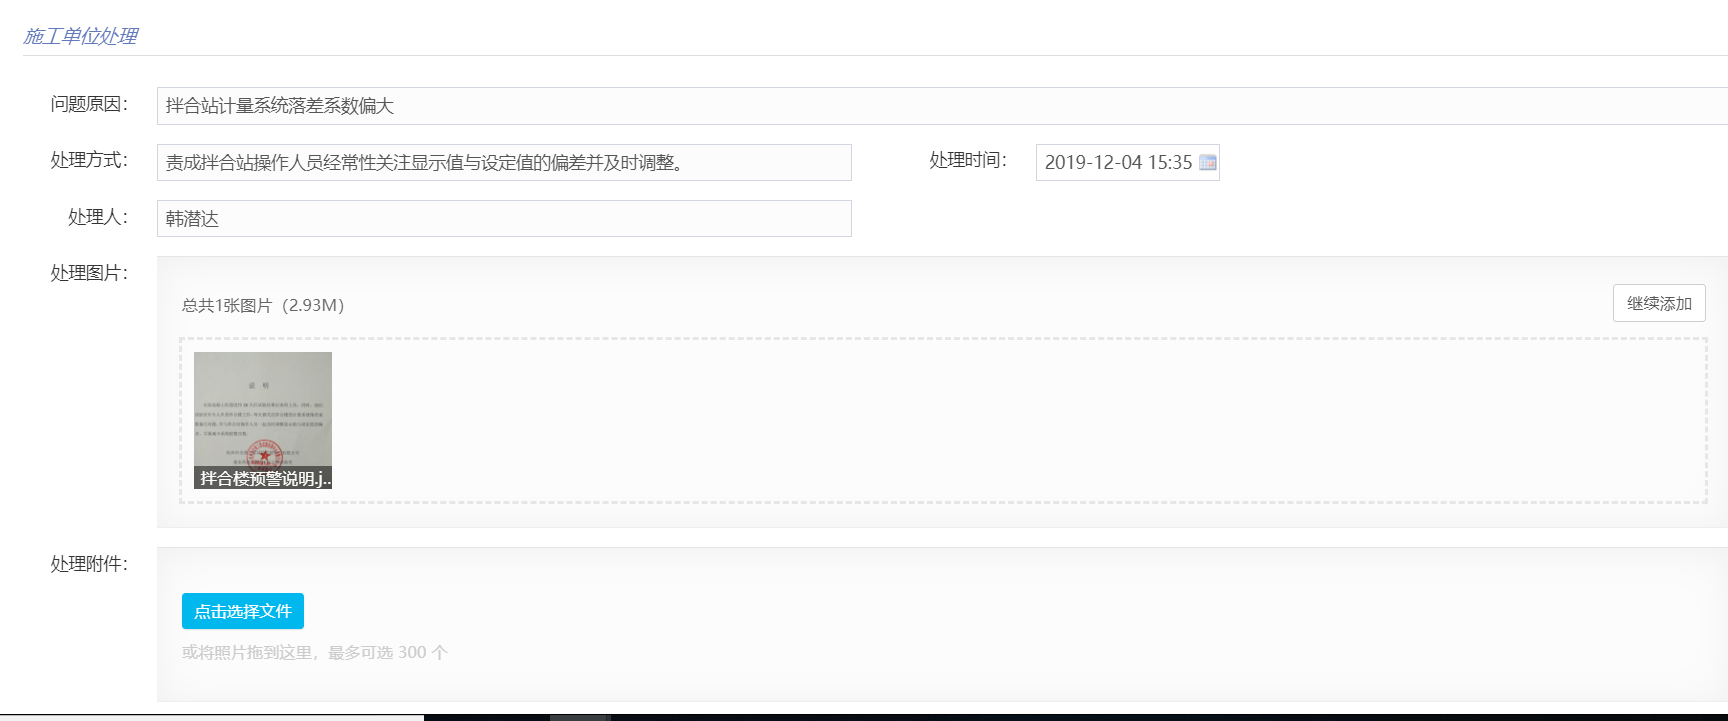 施工单位处理
问题原因：
拌合站计量系统落差系数偏大
处理方式：
责成拌合站操作人员经常性关注显示值与设定值的偏差并及时调整。
处理时间：
2019-12-04 15:35
处理人：
韩潜达
处理图片：
总共1张图片（2.93M）
继续添加
说 明
拌合楼预警说明.j..
处理附件：
点击选择文件
或将照片拖到这里，最多可选 300 个